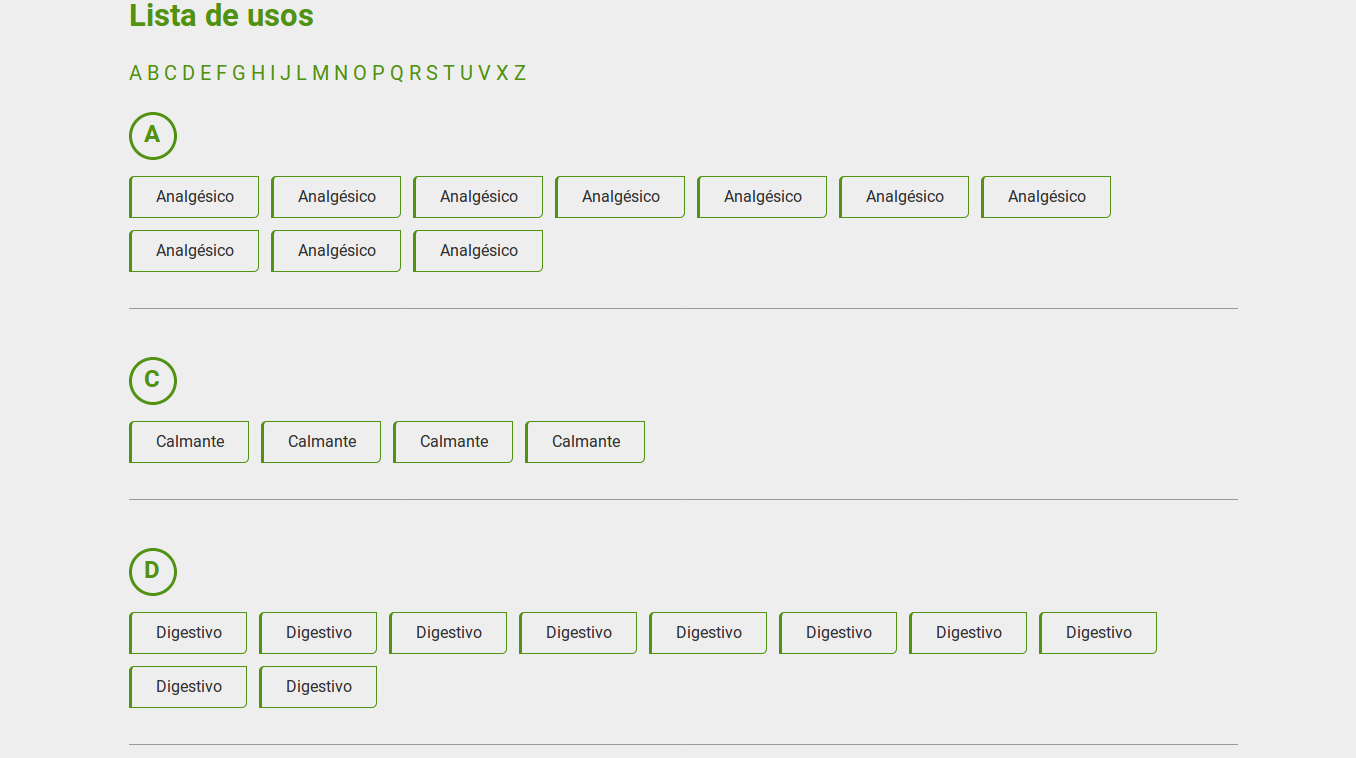 Lista de usos
A B C D E F G H I J L M N O P Q R S T U V X Z
A
Analgésico Analgésico Analgésico Analgésico Analgésico Analgésico Analgésico
Analgésico Analgésico Analgésico
C
Calmante Calmante Calmante Calmante
D
Digestivo Digestivo Digestivo Digestivo Digestivo Digestivo Digestivo Digestivo
Digestivo Digestivo